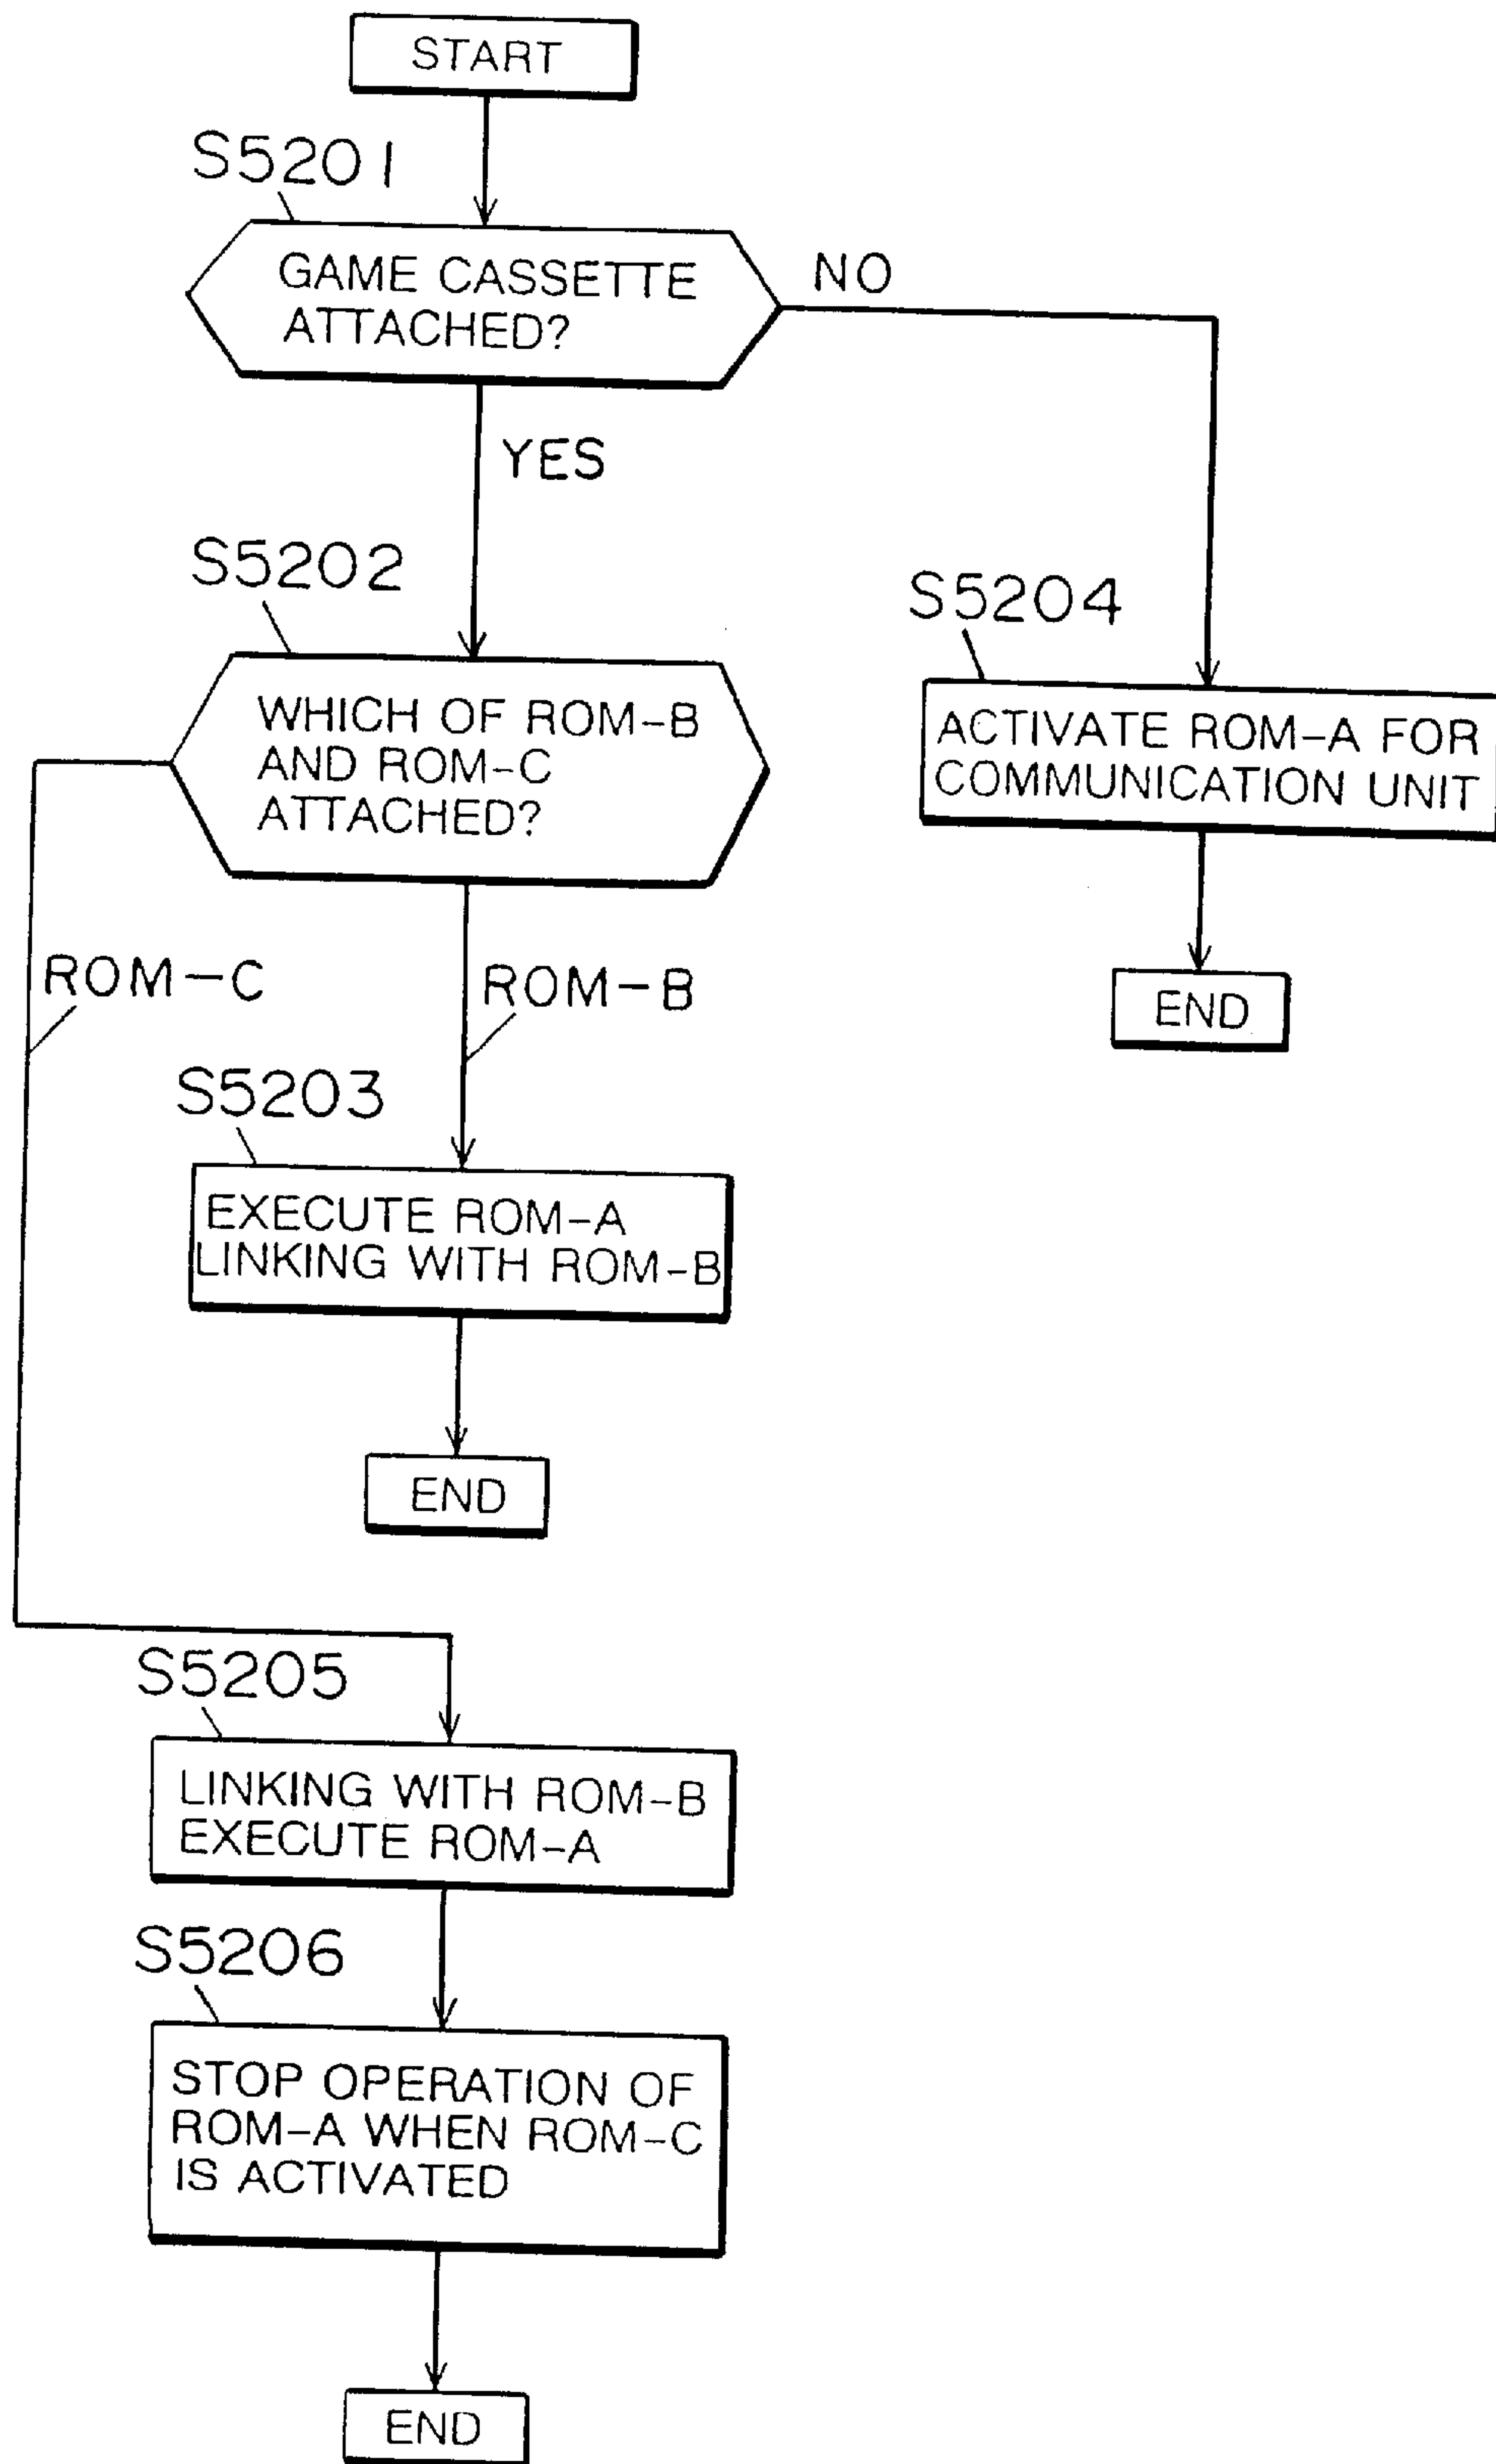 START
S5201
GAME CASSETTE
ATTACHED?
NO
YES
S5202
WHICH OF ROM-B
AND ROM-C
ATTACHED?
S5204
ACTIVATE ROM-A FOR
COMMUNICATION UNIT
END
ROM-C
ROM-B
S5203
EXECUTE ROM-A
LINKING WITH ROM-B
END
S5205
LINKING WITH ROM-B
EXECUTE ROM-A
S5206
STOP OPERATION OF
ROM-A WHEN ROM-C
IS ACTIVATED
END